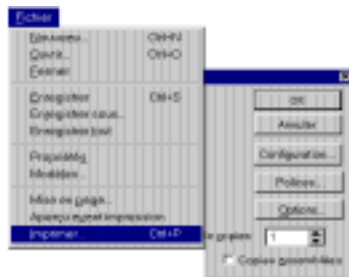 Fichier
Nouveau... Ctrl+N
Ouvrir... Ctrl+O
Fermer
Enregistrer Ctrl+S
Enregistrer sous...
Enregistrer tout
Propriétés
Modèles...
Mise en page...
Aperçu avant impression
Imprimer... Ctrl+P
OK
Annuler
Configuration...
Polices...
Options...
copies 1
Copies assemblées